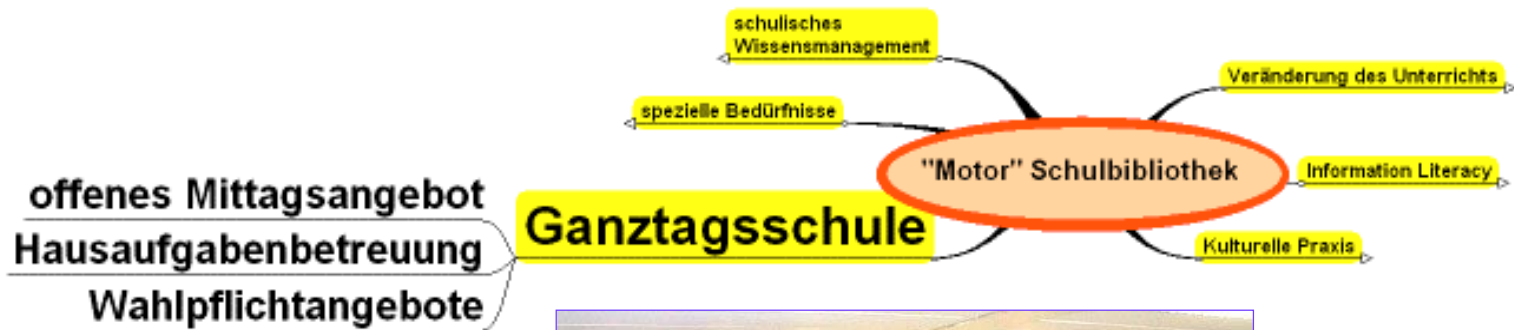 schulisches
Wissensmanagement
Veränderung des Unterrichts
spezielle Bedürfnisse
"Motor" Schulbibliothek
Information Literacy
offenes Mittagsangebot
Ganztagsschule
Hausaufgabenbetreuung
Kulturelle Praxis
Wahlpflichtangebote